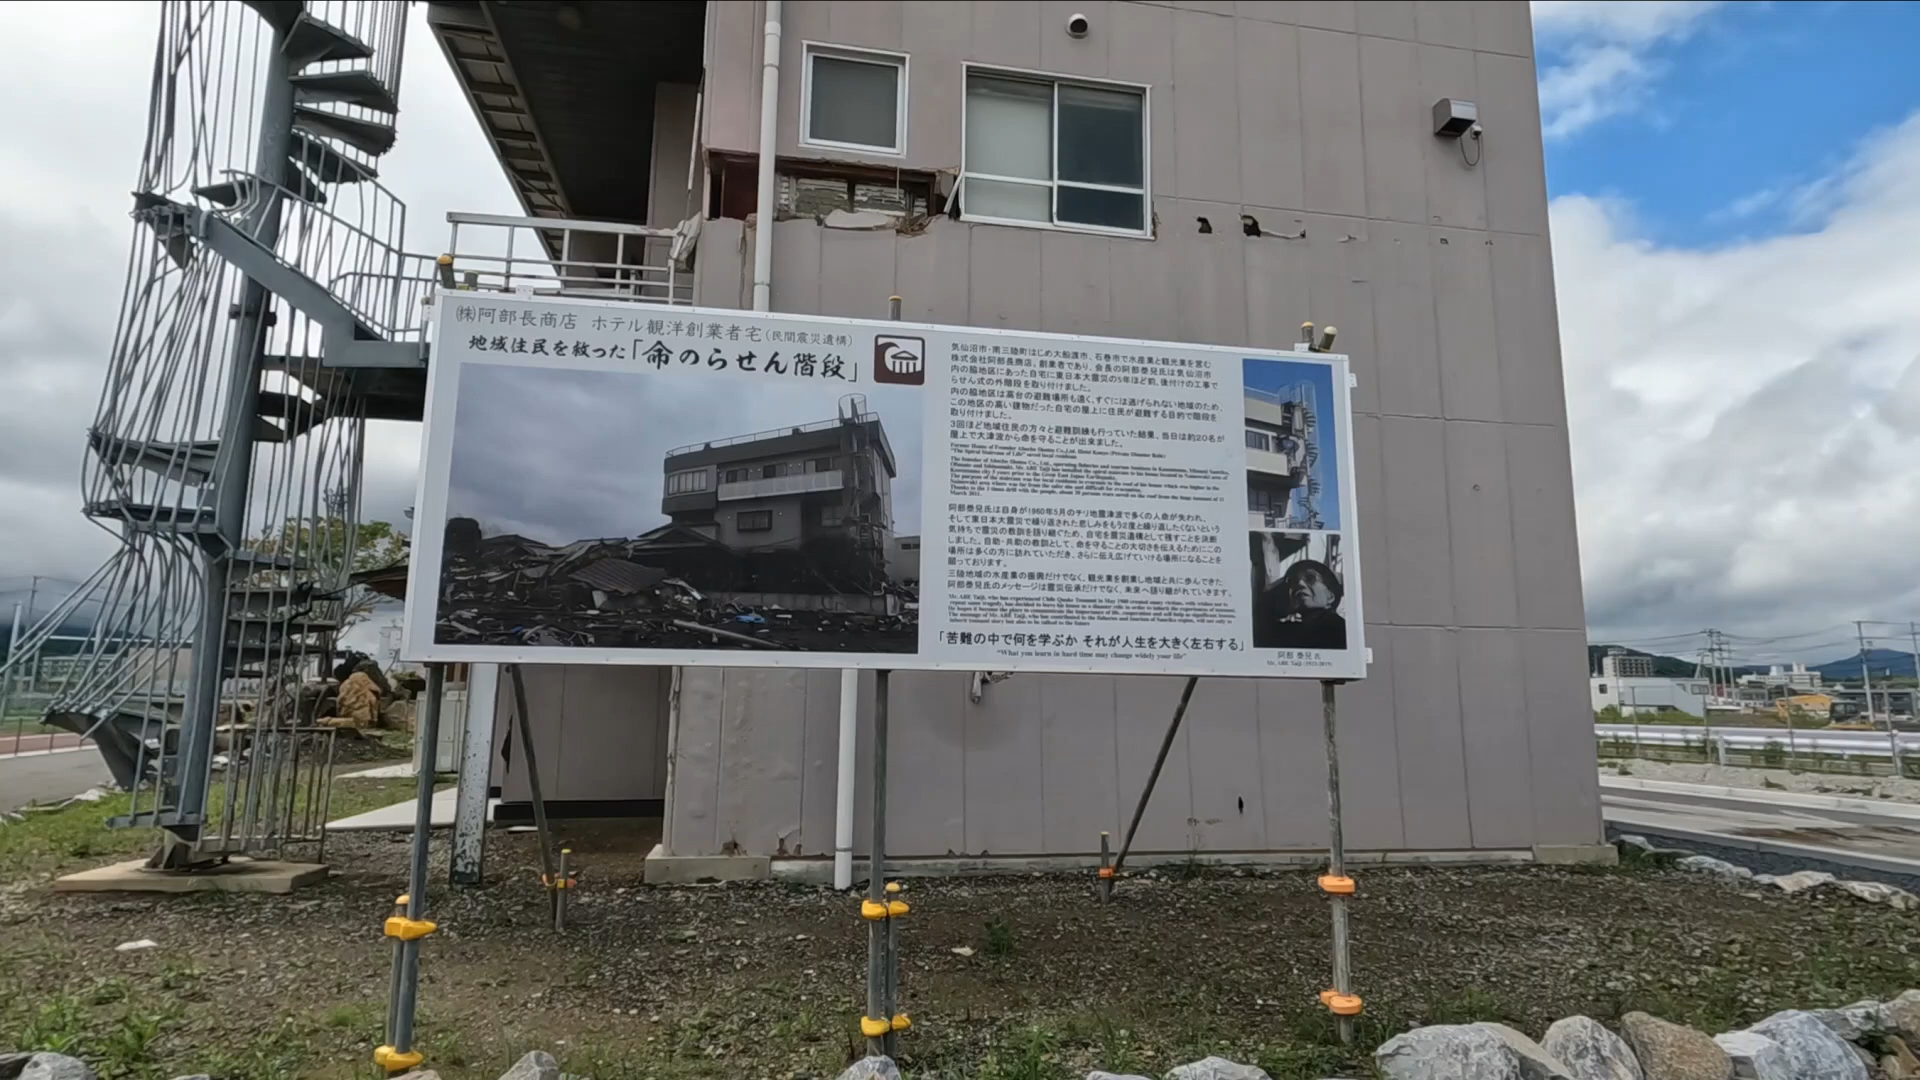 ㈱阿部長商店 ホテル観洋創業者宅(民間震災遺構)
地域住民を救った「命のらせん階段」
気仙沼市・南三陸町はじめ大船渡市、石巻市で水産業と観光業を営む
株式会社阿部長商店。創業者であり、会長の阿部泰兒氏は気仙沼市
内の脇地区にあった自宅に東日本大震災の5年ほど前、後付けの工事で
らせん式の外階段を取り付けました。
内の脇地区は高台の避難場所も遠く、すぐには逃げられない地域のため、
この地区の高い建物だった自宅の屋上に住民が避難する目的で階段を
取り付けました。
3回ほど地域住民の方々と避難訓練も行っていた結果、当日は約20名が
屋上で大津波から命を守ることが出来ました。
Former Home of Founder Abecho Shoten Co.,Ltd. Hotel Kanyo (Private Disaster Relic)
"The Spiral Staircase of Life" saved local residents
阿部泰兒氏は自身が1960年5月のチリ地震津波で多くの人命が失われ、
そして東日本大震災で繰り返された悲しみをもう2度と繰り返したくないという
気持ちで震災の教訓を語り継ぐため、自宅を震災遺構として残すことを決断
しました。自助・共助の教訓として、命を守ることの大切さを伝えるためにこの
場所は多くの方に訪れていただき、さらに伝え広げていける場所になることを
願っております。
三陸地域の水産業の振興だけでなく、観光業を創業し地域と共に歩んできた
阿部泰兒氏のメッセージは震災伝承だけでなく、未来へ語り継がれていきます。
「苦難の中で何を学ぶか それが人生を大きく左右する」
"What you learn in hard time may change widely your life"
阿部 泰兒 氏
Mr. ABE Taiji (1933-2019)